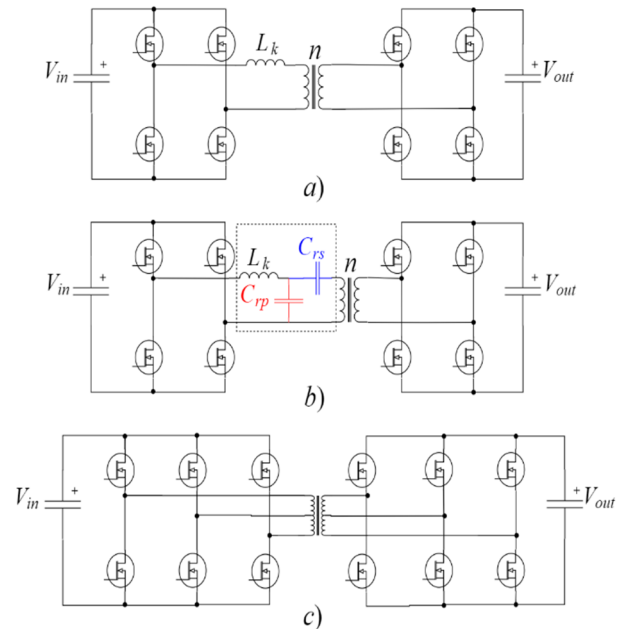 V_in + L_k n + V_out
a)
V_in + L_k C_rs C_rp n + V_out
b)
V_in + + V_out
c)